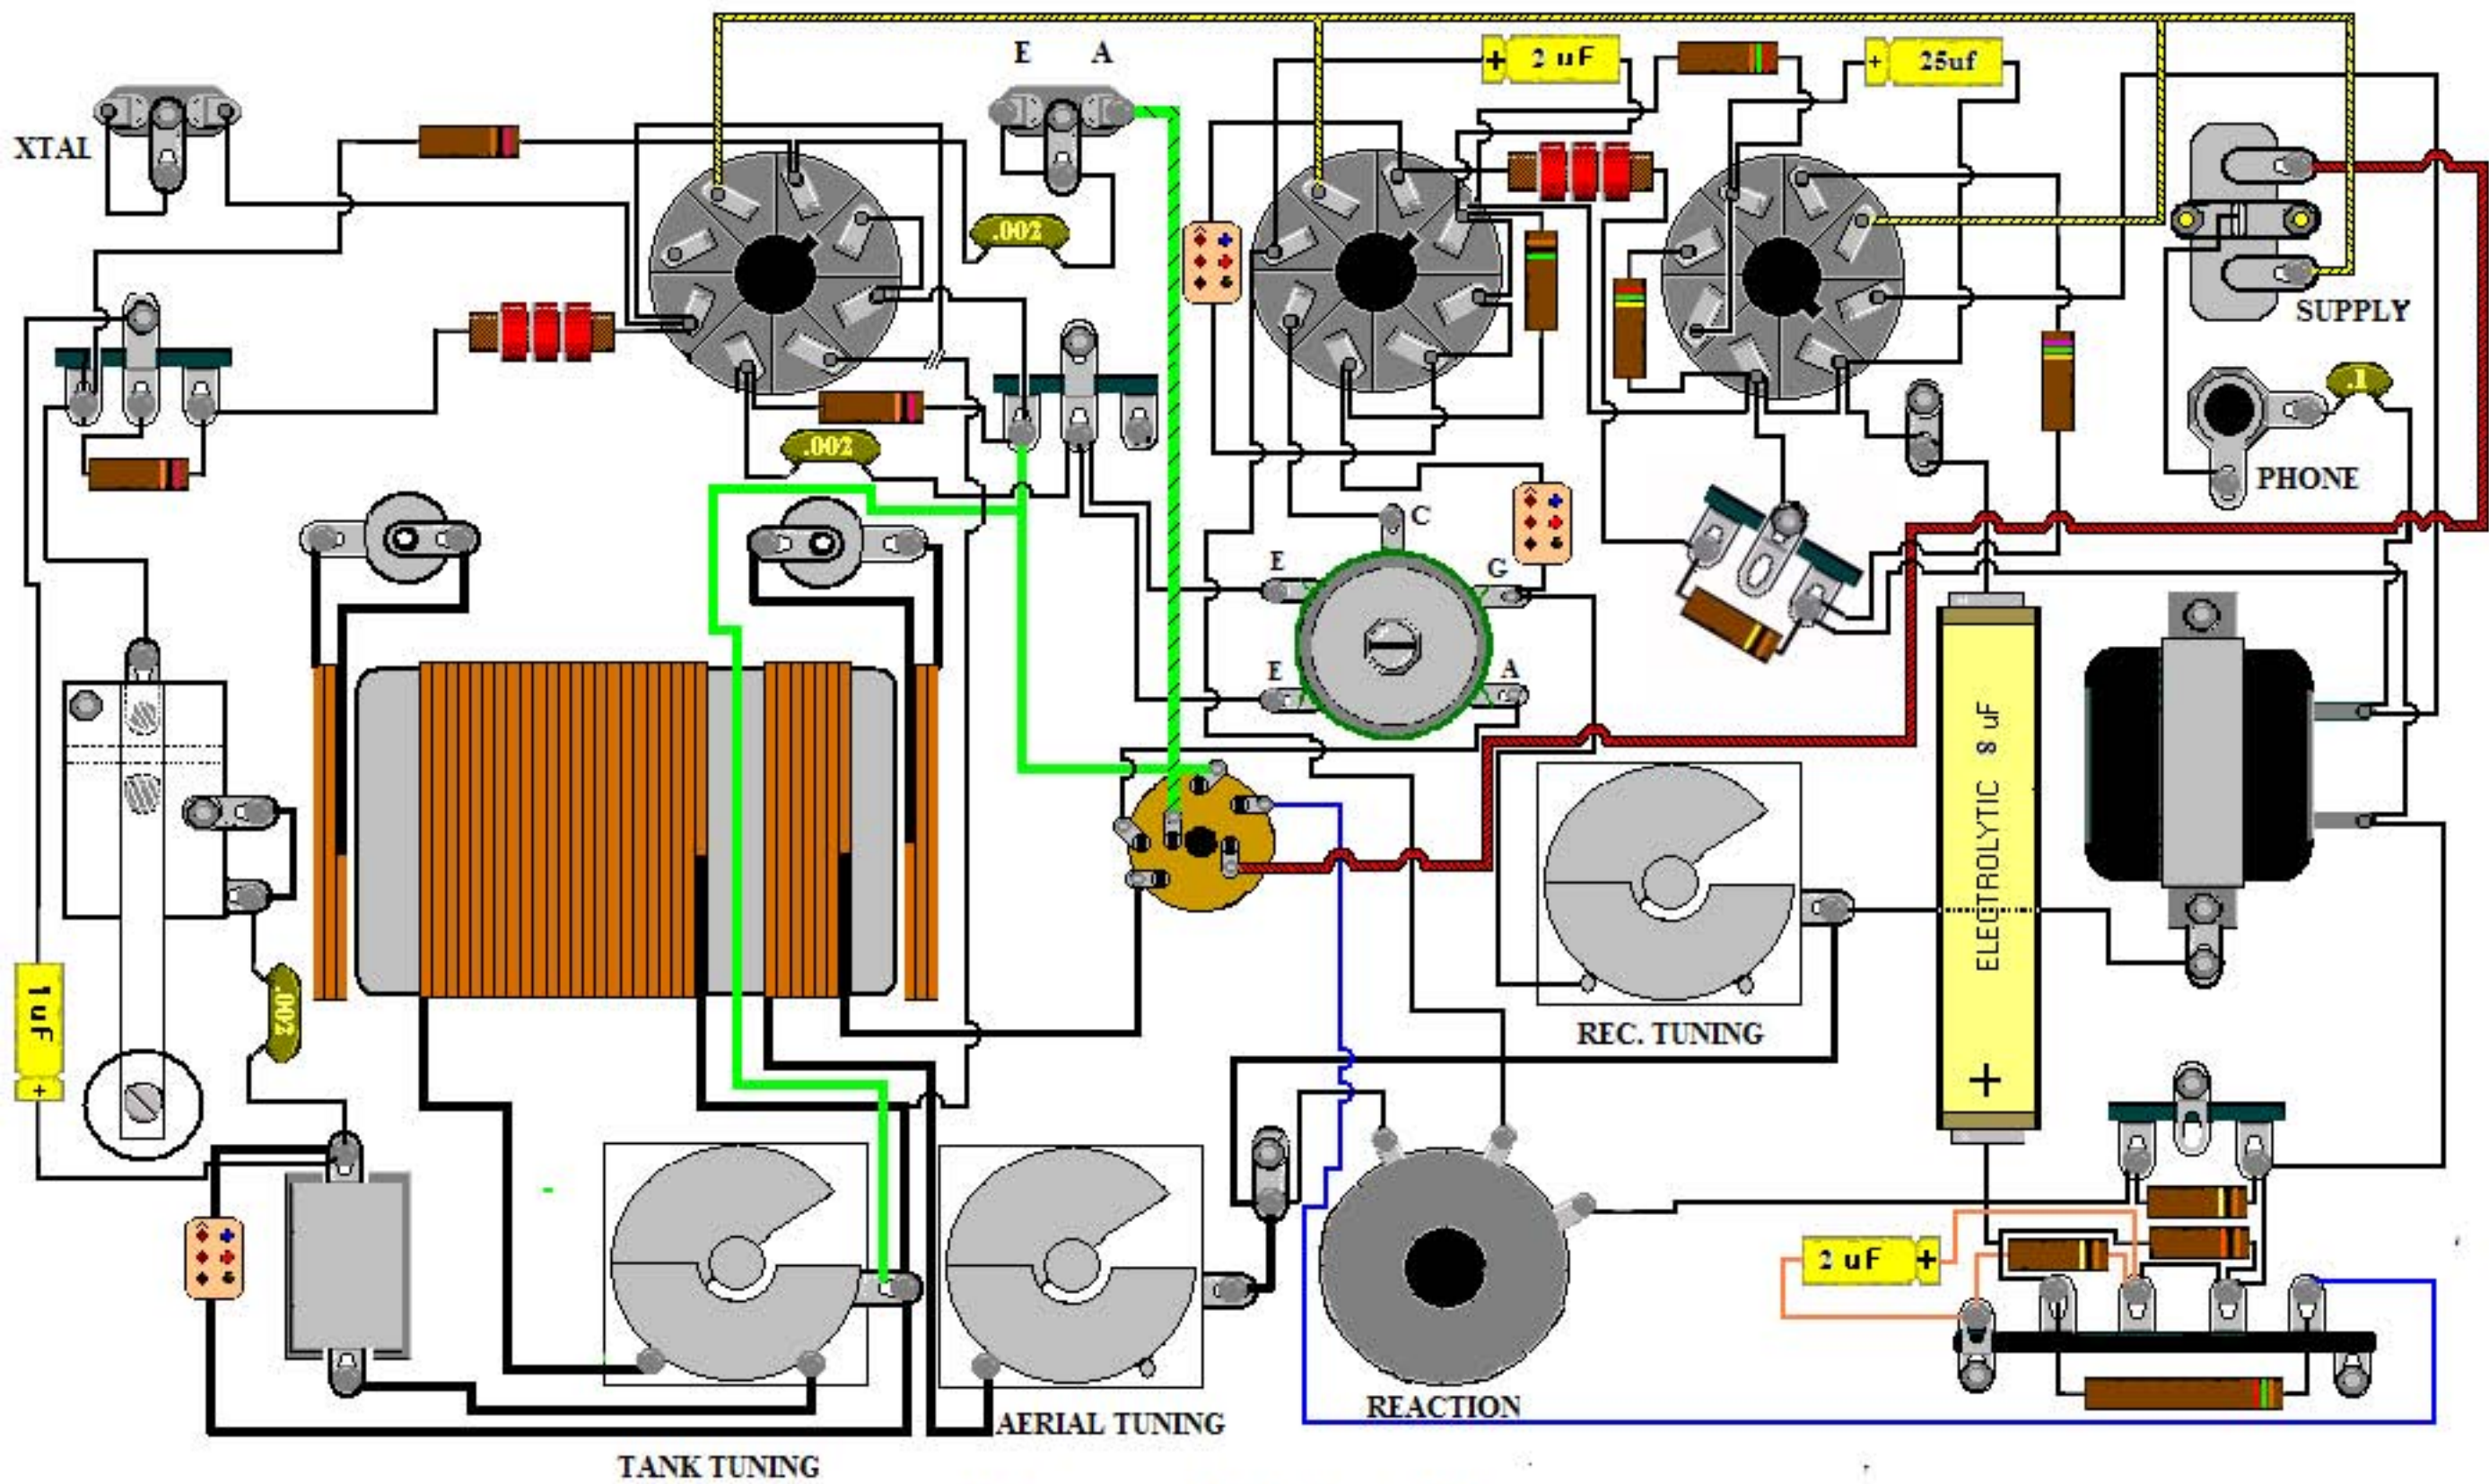 E A
+ 2 uF
+ 25uf
XTAL
.002
SUPPLY
.1
.002
PHONE
C
E G
E A
ELECTROLYTIC 8 uF
+
.002
1uF
+
REC. TUNING
2 uF +
REACTION
AERIAL TUNING
TANK TUNING